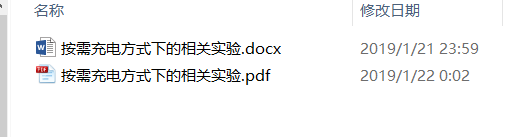 名称 修改日期
按需充电方式下的相关实验.docx 2019/1/21 23:59
按需充电方式下的相关实验.pdf 2019/1/22 0:02